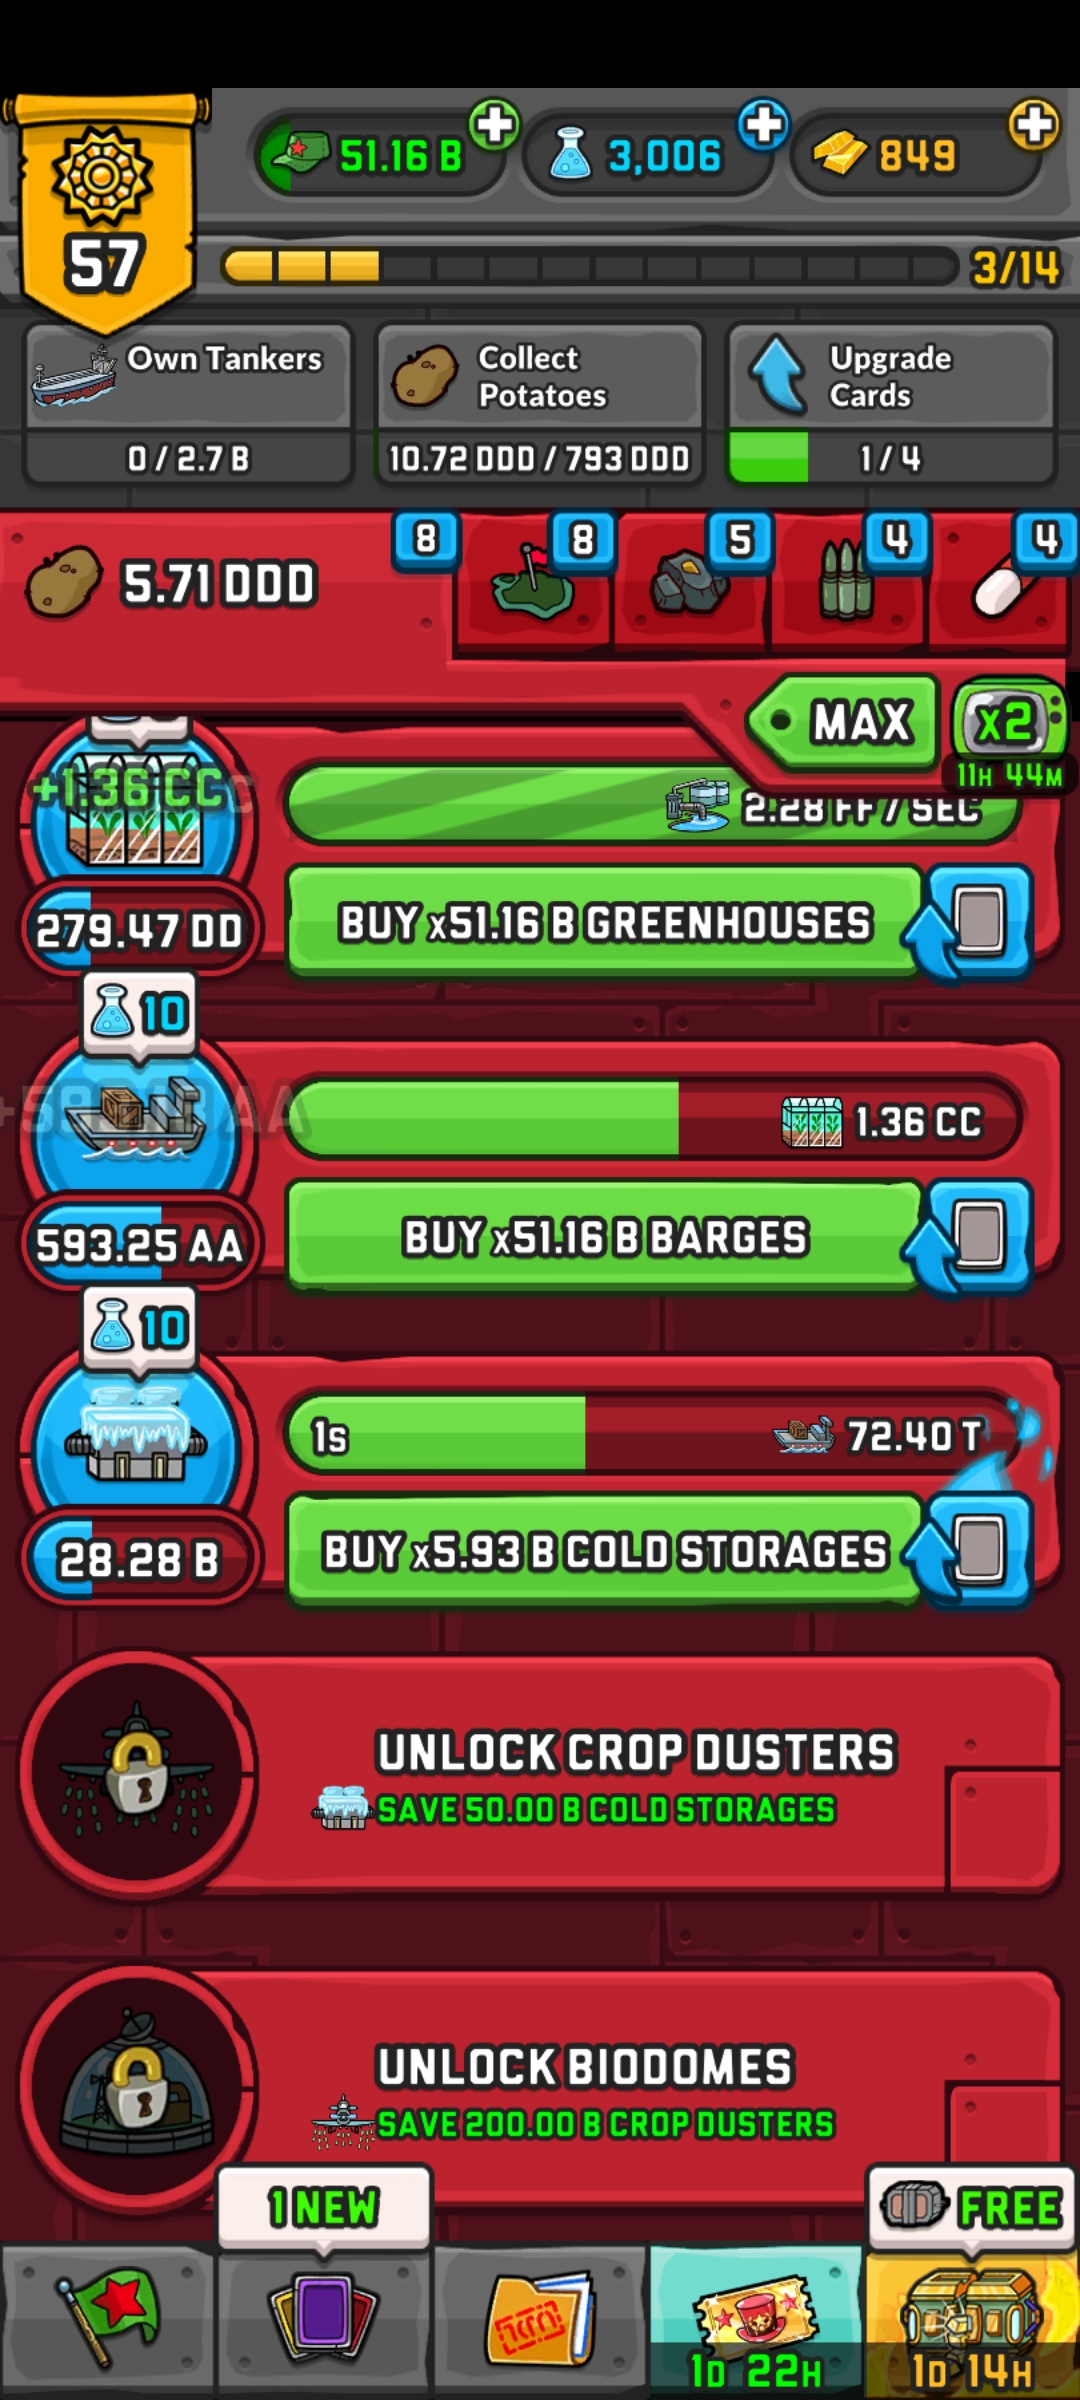 51.16 B
3,006
849
57
3/14
Own Tankers
0 / 2.7 B
Collect
Potatoes
10.72 DDD / 793 DDD
Upgrade
Cards
1 / 4
5.71 DDD
8
8
5
4
4
MAX
x2
11H 44M
+1.36 CC
2.28 FF / SEC
279.47 DD
BUY x51.16 B GREENHOUSES
10
1.36 CC
593.25 AA
BUY x51.16 B BARGES
10
1s
72.40 T
28.28 B
BUY x5.93 B COLD STORAGES
UNLOCK CROP DUSTERS
SAVE 50.00 B COLD STORAGES
UNLOCK BIODOMES
SAVE 200.00 B CROP DUSTERS
1 NEW
FREE
1D 22H
1D 14H